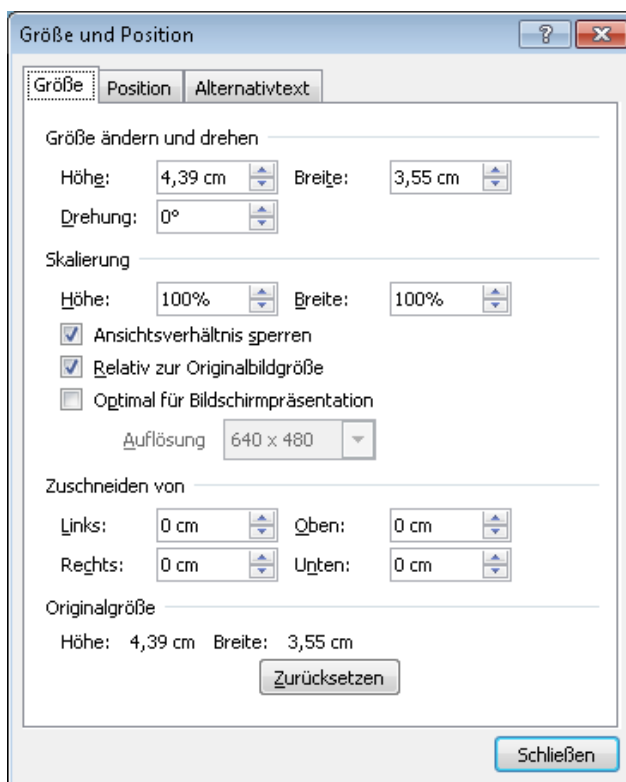 Größe und Position
Größe Position Alternativtext
Größe ändern und drehen
Höhe: 4,39 cm Breite: 3,55 cm
Drehung: 0°
Skalierung
Höhe: 100% Breite: 100%
Ansichtsverhältnis sperren
Relativ zur Originalbildgröße
Optimal für Bildschirmpräsentation
Auflösung 640 x 480
Zuschneiden von
Links: 0 cm Oben: 0 cm
Rechts: 0 cm Unten: 0 cm
Originalgröße
Höhe: 4,39 cm Breite: 3,55 cm
Zurücksetzen
Schließen